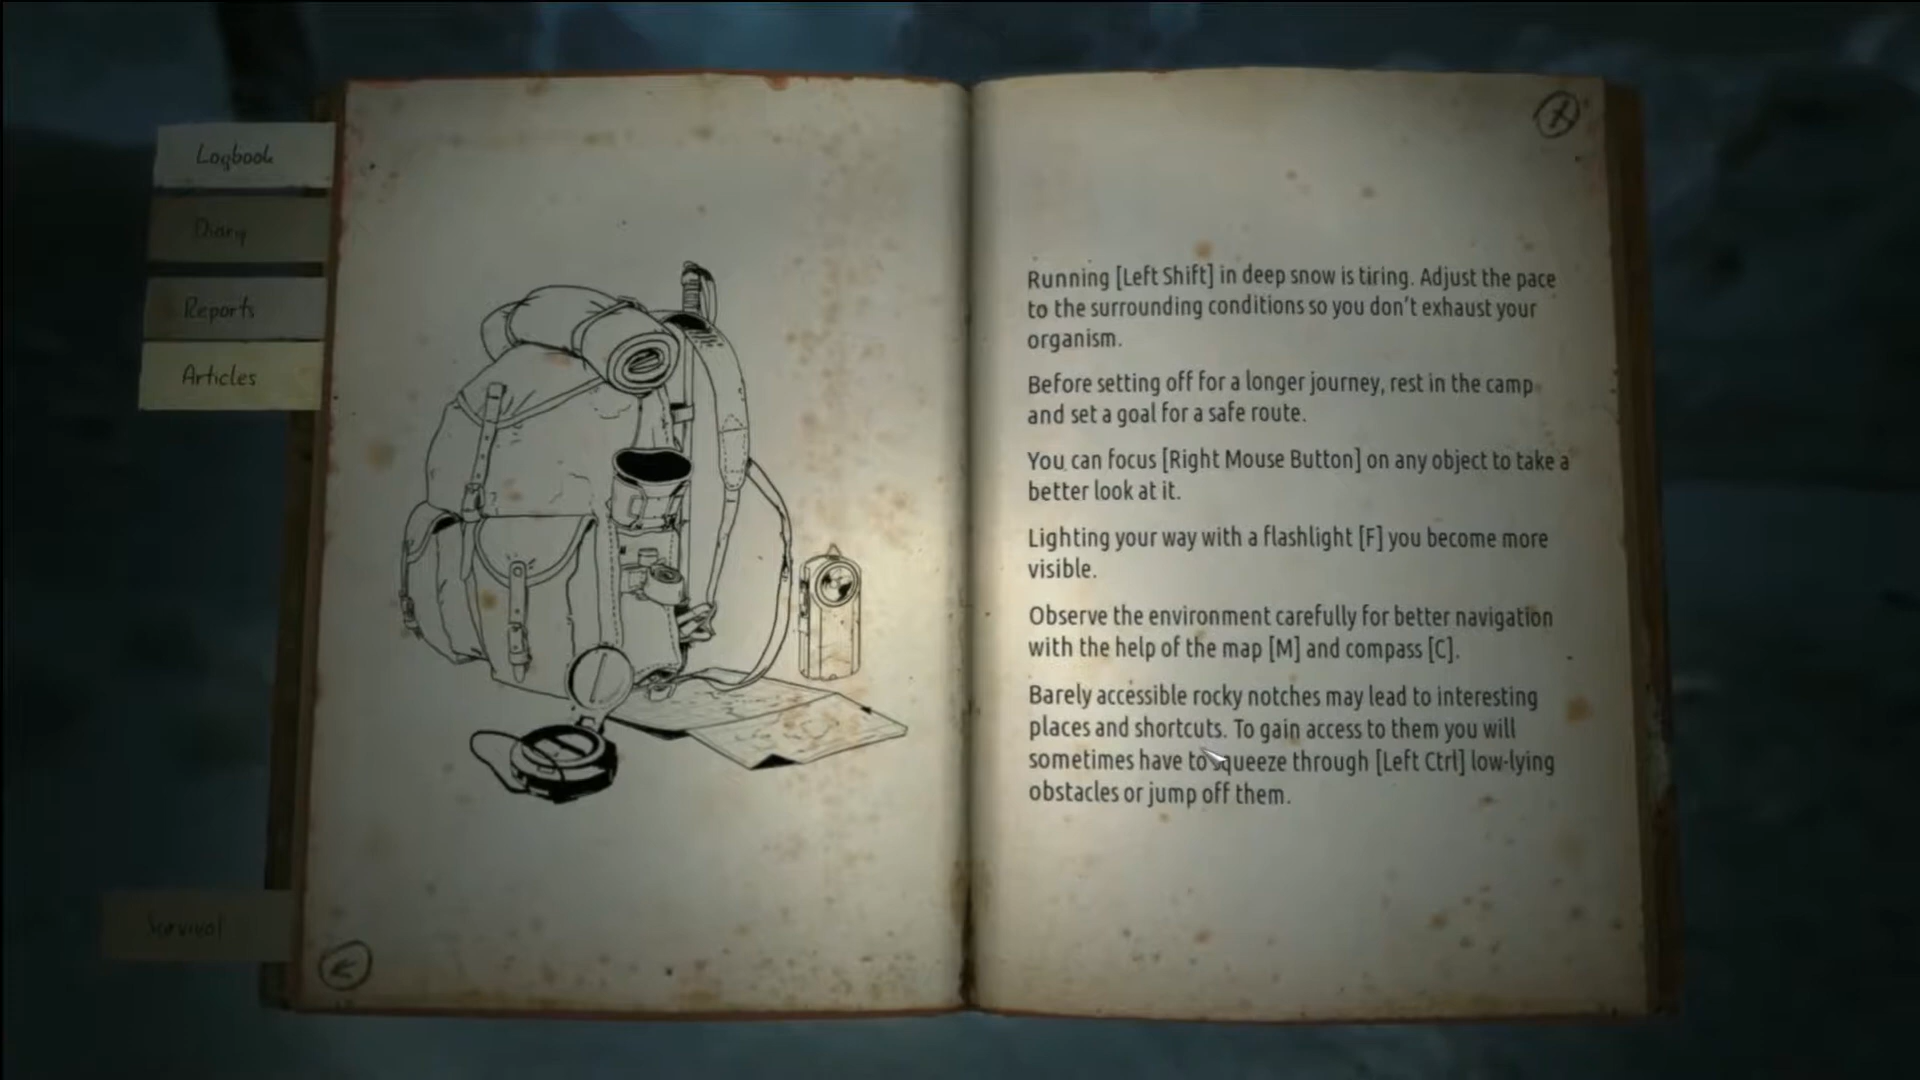 Logbook
Diary
Reports
Articles
Survival
Running [Left Shift] in deep snow is tiring. Adjust the pace
to the surrounding conditions so you don't exhaust your
organism.
Before setting off for a longer journey, rest in the camp
and set a goal for a safe route.
You can focus [Right Mouse Button] on any object to take a
better look at it.
Lighting your way with a flashlight [F] you become more
visible.
Observe the environment carefully for better navigation
with the help of the map [M] and compass [C].
Barely accessible rocky notches may lead to interesting
places and shortcuts. To gain access to them you will
sometimes have to squeeze through [Left Ctrl] low-lying
obstacles or jump off them.